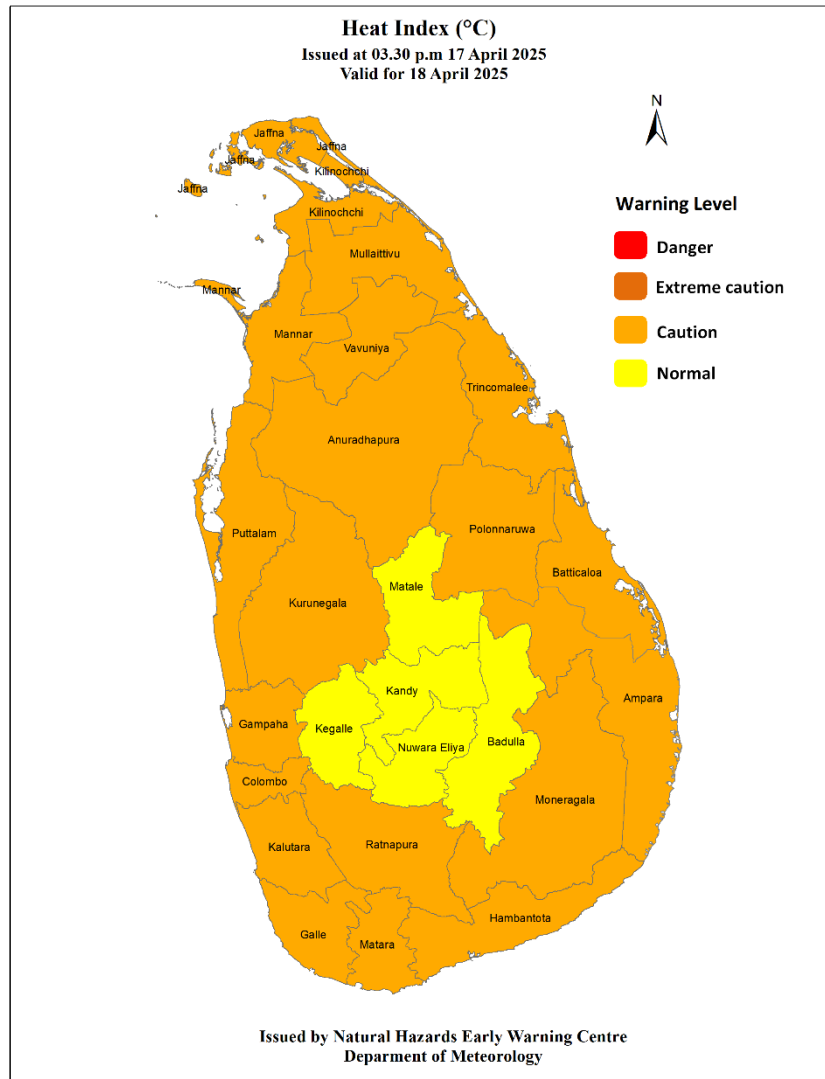 Heat Index (°C)
Issued at 03.30 p.m 17 April 2025
Valid for 18 April 2025
N
Jaffna
Jaffna
Jaffna
Kilinochchi
Jaffna
Kilinochchi
Mullaittivu
Mannar
Mannar
Vavuniya
Trincomalee
Anuradhapura
Puttalam
Polonnaruwa
Batticaloa
Matale
Kurunegala
Kandy
Ampara
Gampaha
Kegalle
Nuwara Eliya
Badulla
Colombo
Moneragala
Kalutara
Ratnapura
Hambantota
Galle
Matara
Warning Level
Danger
Extreme caution
Caution
Normal
Issued by Natural Hazards Early Warning Centre
Deparment of Meteorology